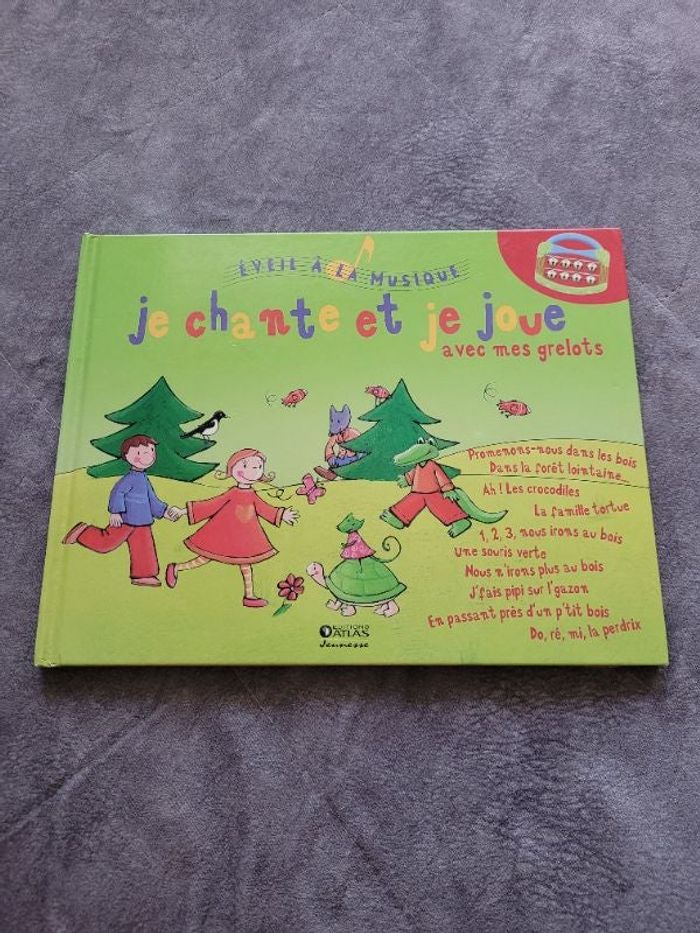 ÉVEIL À LA MUSIQUE
je chante et je joue
avec mes grelots
Promenons-nous dans les bois
Dans la forêt lointaine...
Ah ! Les crocodiles
La famille tortue
1, 2, 3, nous irons au bois
Une souris verte
Nous n'irons plus au bois
J'fais pipi sur l'gazon
En passant près d'un p'tit bois
Do, ré, mi, la perdrix
EDITIONS
ATLAS
Jeunesse